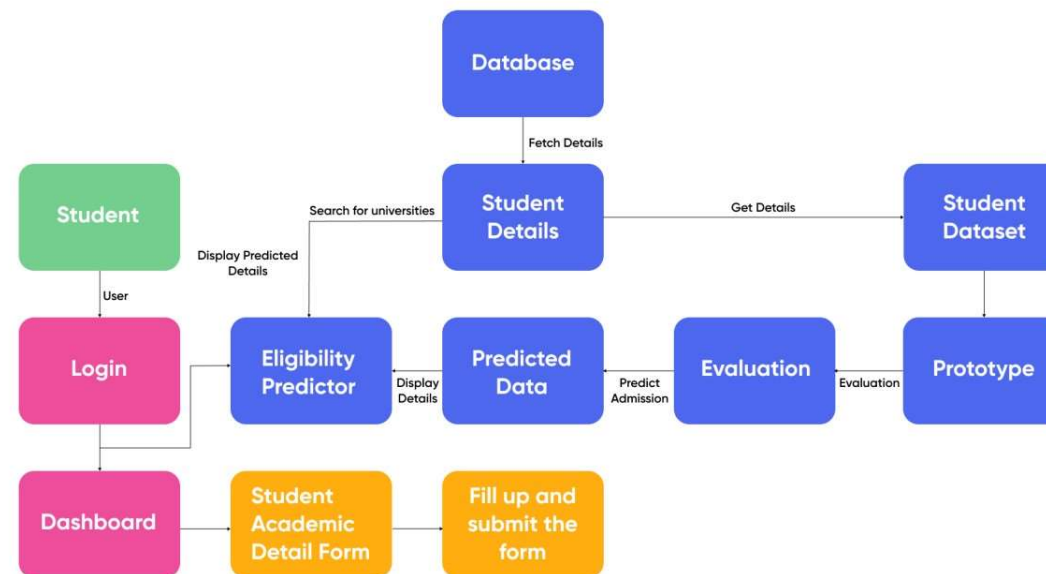 Database
Fetch Details
Student
Search for universities
Student
Details
Get Details
Student
Dataset
Display Predicted
Details
User
Login
Eligibility
Predictor
Display
Details
Predicted
Data
Predict
Admission
Evaluation
Evaluation
Prototype
Dashboard
Student
Academic
Detail Form
Fill up and
submit the
form